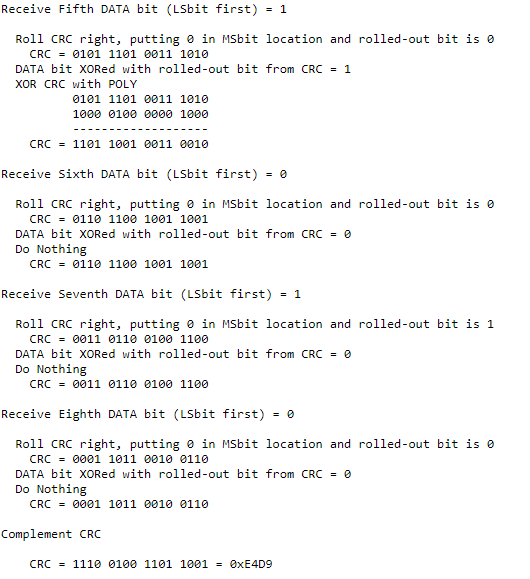 Receive Fifth DATA bit (LSbit first) = 1
Roll CRC right, putting 0 in MSbit location and rolled-out bit is 0
CRC = 0101 1101 0011 1010
DATA bit XORed with rolled-out bit from CRC = 1
XOR CRC with POLY
0101 1101 0011 1010
1000 0100 0000 1000
-------------------
CRC = 1101 1001 0011 0010
Receive Sixth DATA bit (LSbit first) = 0
Roll CRC right, putting 0 in MSbit location and rolled-out bit is 0
CRC = 0110 1100 1001 1001
DATA bit XORed with rolled-out bit from CRC = 0
Do Nothing
CRC = 0110 1100 1001 1001
Receive Seventh DATA bit (LSbit first) = 1
Roll CRC right, putting 0 in MSbit location and rolled-out bit is 1
CRC = 0011 0110 0100 1100
DATA bit XORed with rolled-out bit from CRC = 0
Do Nothing
CRC = 0011 0110 0100 1100
Receive Eighth DATA bit (LSbit first) = 0
Roll CRC right, putting 0 in MSbit location and rolled-out bit is 0
CRC = 0001 1011 0010 0110
DATA bit XORed with rolled-out bit from CRC = 0
Do Nothing
CRC = 0001 1011 0010 0110
Complement CRC
CRC = 1110 0100 1101 1001 = 0xE4D9